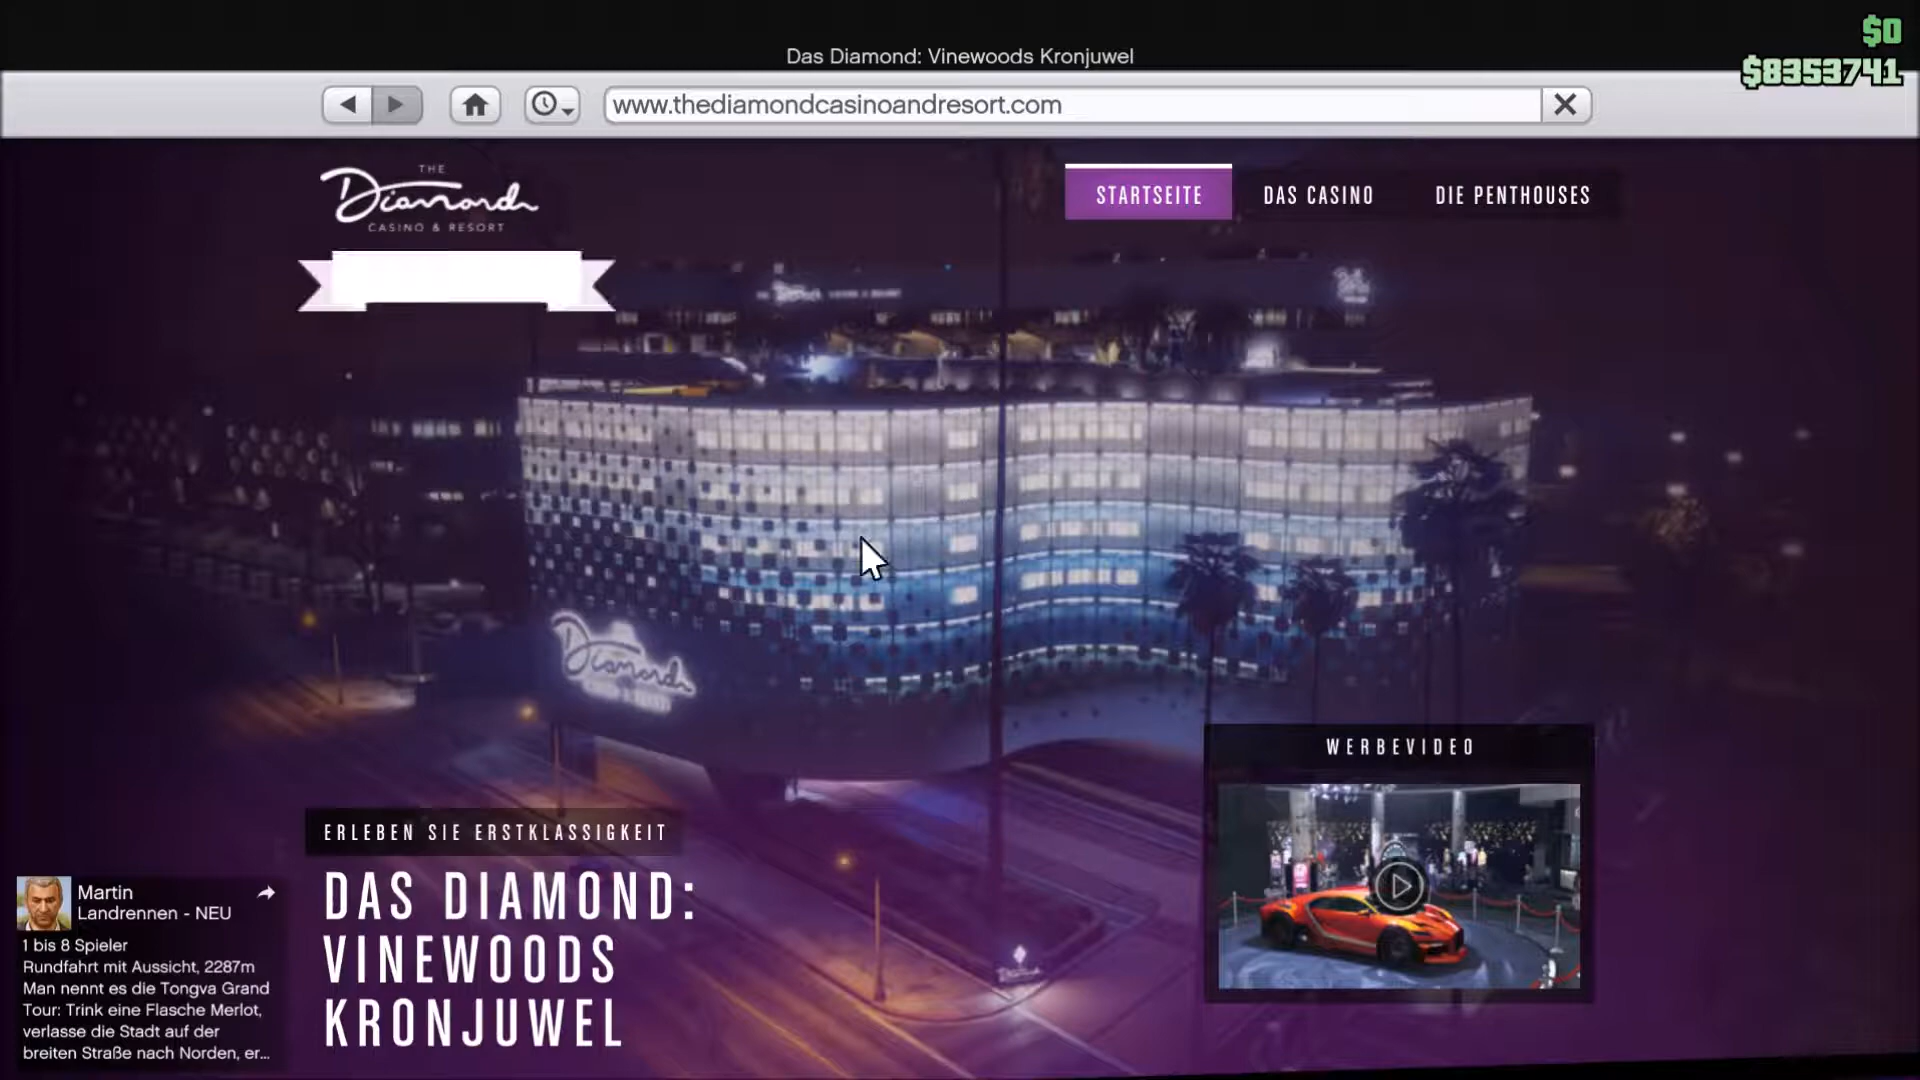 $0
Das Diamond: Vinewoods Kronjuwel
$8353741
www.thediamondcasinoandresort.com
THE
Diamond
CASINO & RESORT
STARTSEITE
DAS CASINO
DIE PENTHOUSES
Diamond
WERBEVIDEO
ERLEBEN SIE ERSTKLASSIGKEIT
DAS DIAMOND:
VINEWOODS
KRONJUWEL
Martin
Landrennen - NEU
1 bis 8 Spieler
Rundfahrt mit Aussicht, 2287m
Man nennt es die Tongva Grand
Tour: Trink eine Flasche Merlot,
verlasse die Stadt auf der
breiten Straße nach Norden, er...